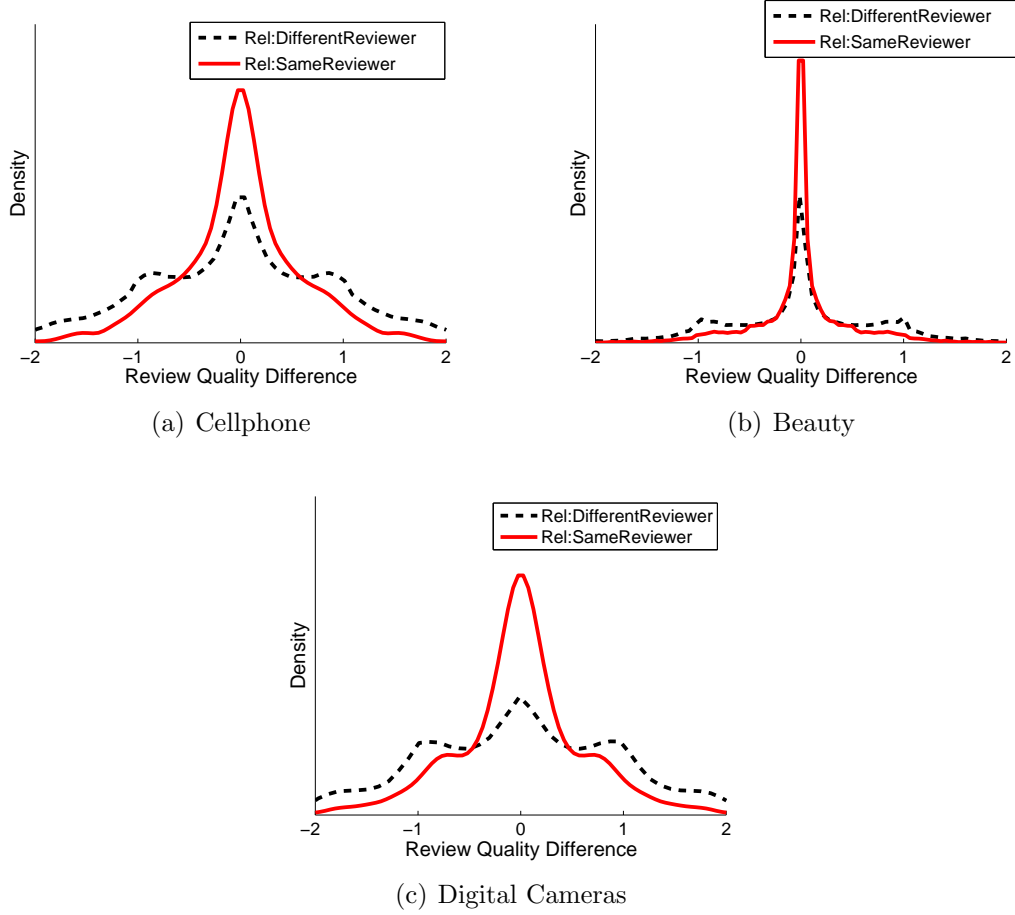 Rel:DifferentReviewer
Rel:SameReviewer
Density
−2 −1 0 1 2
Review Quality Difference
(a) Cellphone
Rel:DifferentReviewer
Rel:SameReviewer
Density
−2 −1 0 1 2
Review Quality Difference
(b) Beauty
Rel:DifferentReviewer
Rel:SameReviewer
Density
−2 −1 0 1 2
Review Quality Difference
(c) Digital Cameras